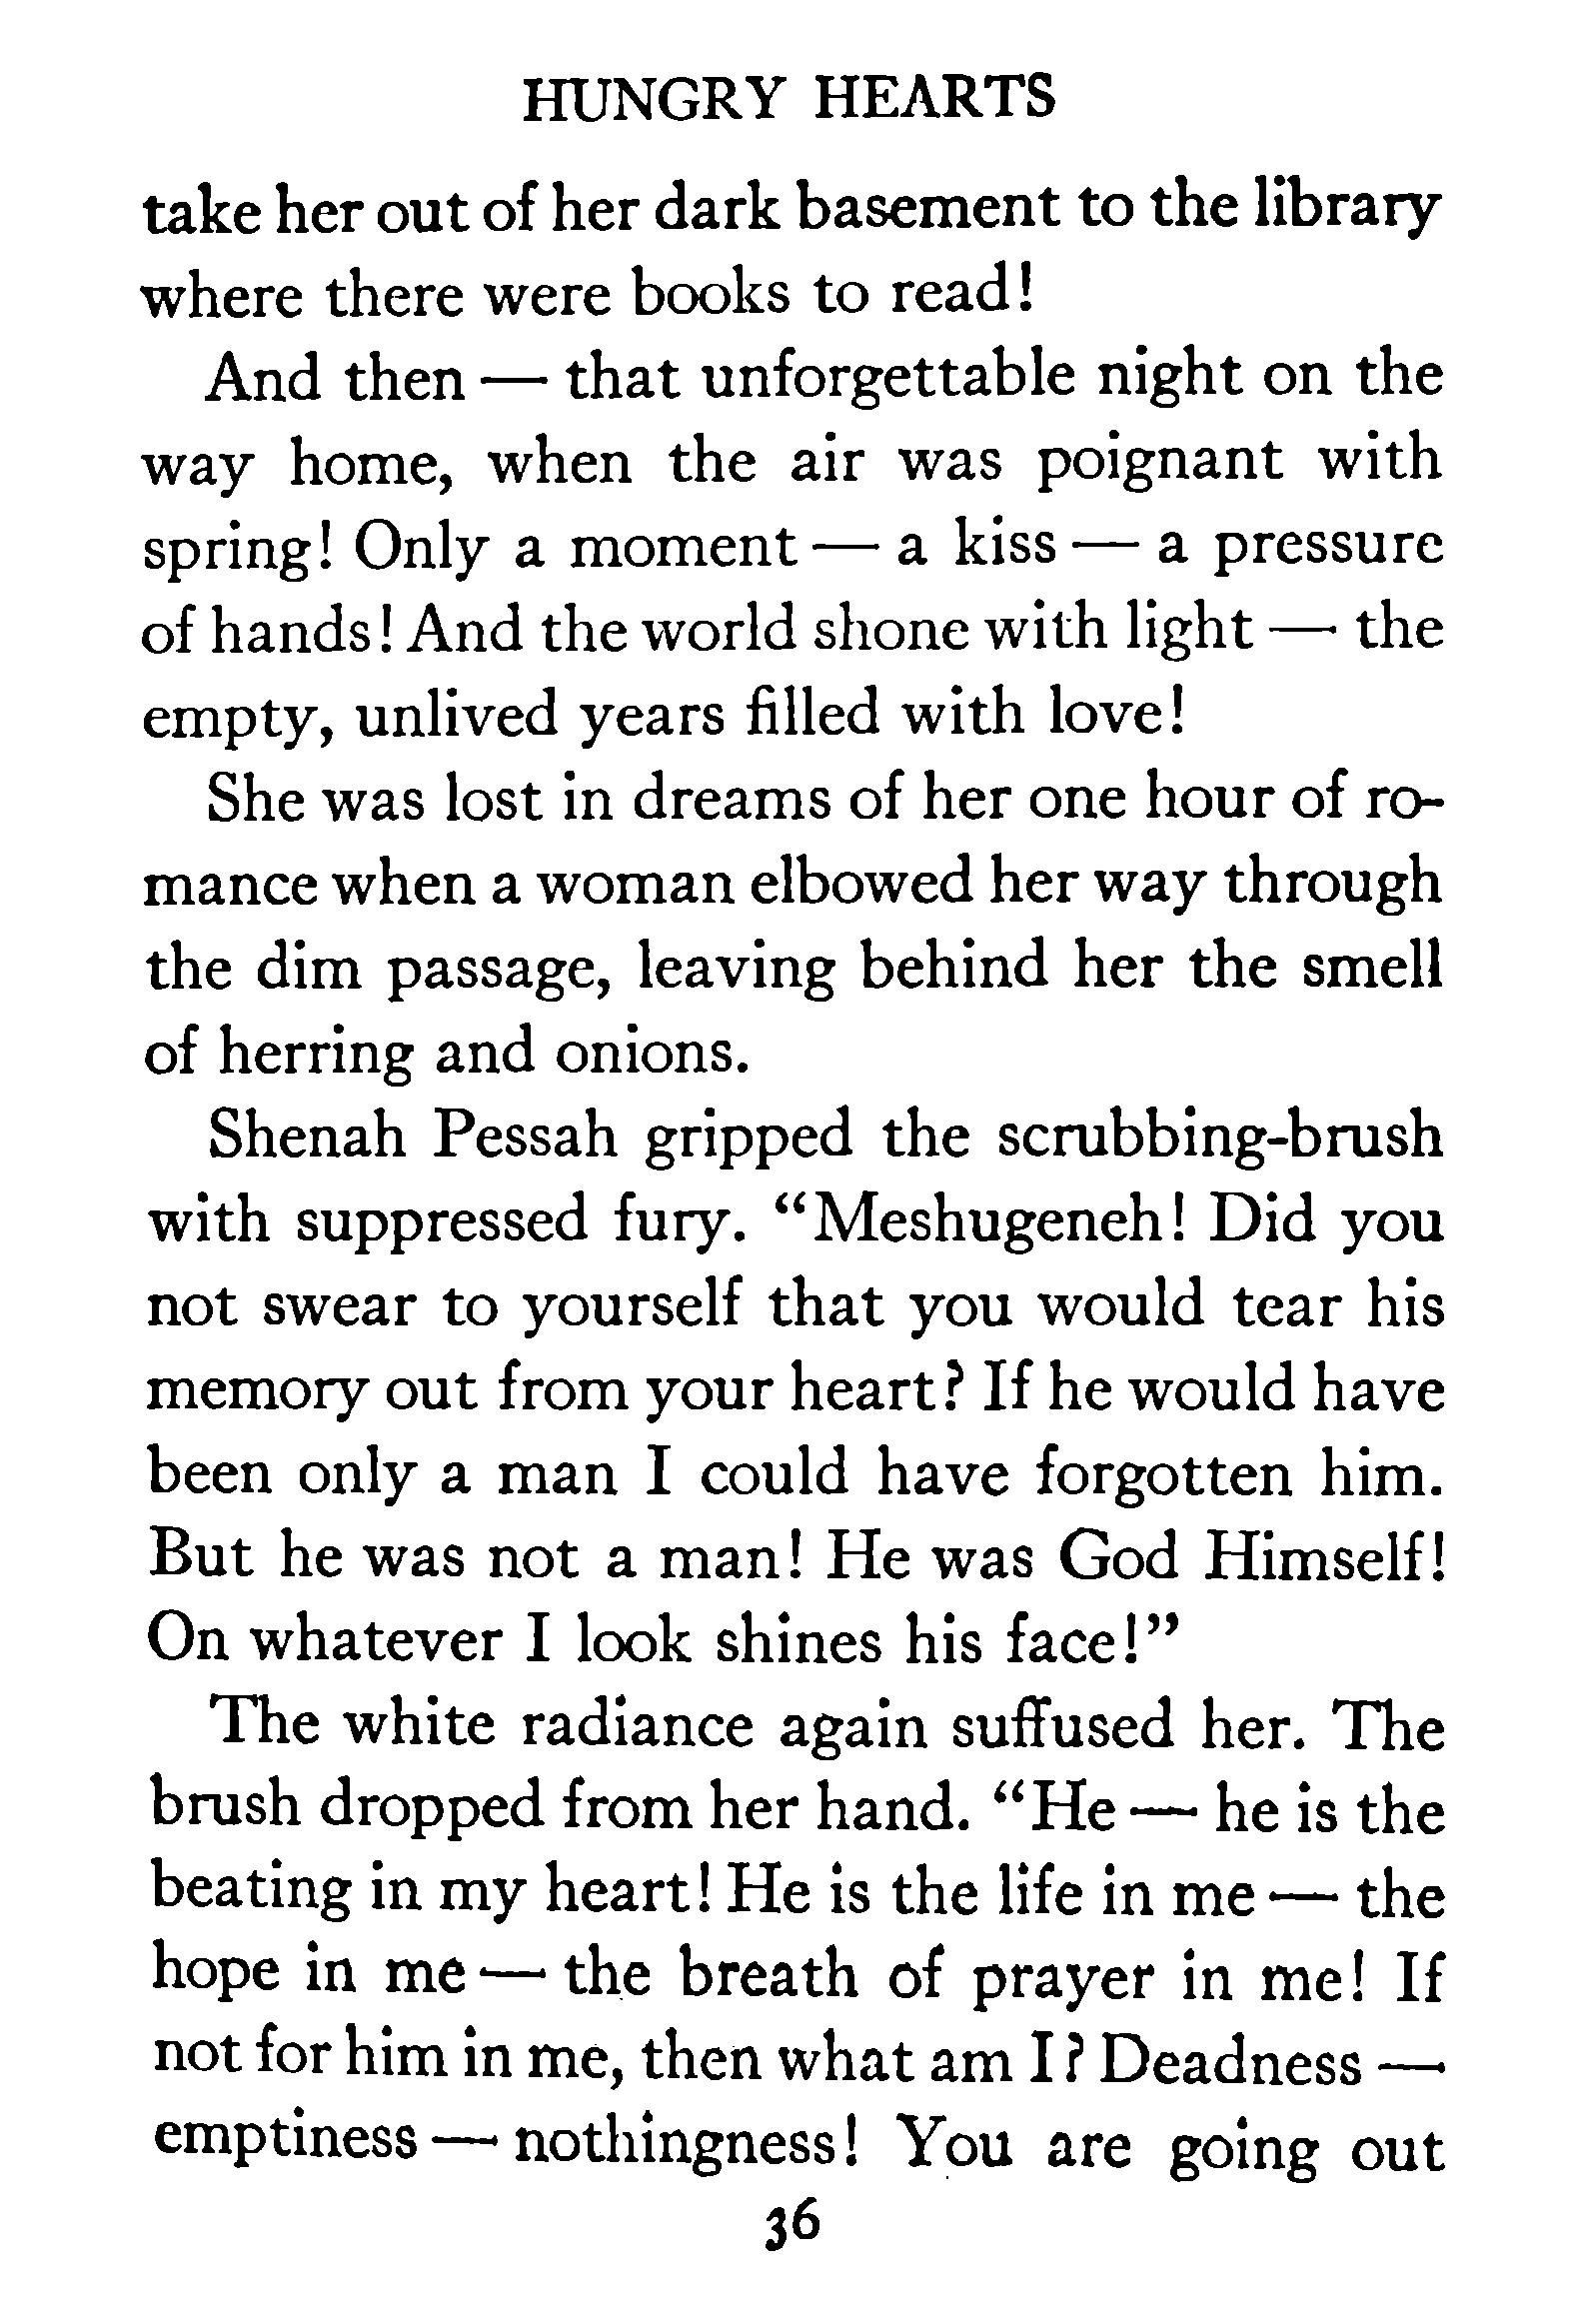 HUNGRY HEARTS
take her out of her dark basement to the library
where there were books to read!
And then — that unforgettable night on the
way home, when the air was poignant with
spring! Only a moment — a kiss — a pressure
of hands! And the world shone with light — the
empty, unlived years filled with love!
She was lost in dreams of her one hour of ro-
mance when a woman elbowed her way through
the dim passage, leaving behind her the smell
of herring and onions.
Shenah Pessah gripped the scrubbing-brush
with suppressed fury. “Meshugeneh! Did you
not swear to yourself that you would tear his
memory out from your heart? If he would have
been only a man I could have forgotten him.
But he was not a man! He was God Himself!
On whatever I look shines his face!”
The white radiance again suffused her. The
brush dropped from her hand. “He — he is the
beating in my heart! He is the life in me — the
hope in me — the breath of prayer in me! If
not for him in me, then what am I? Deadness —
emptiness — nothingness! You are going out
36